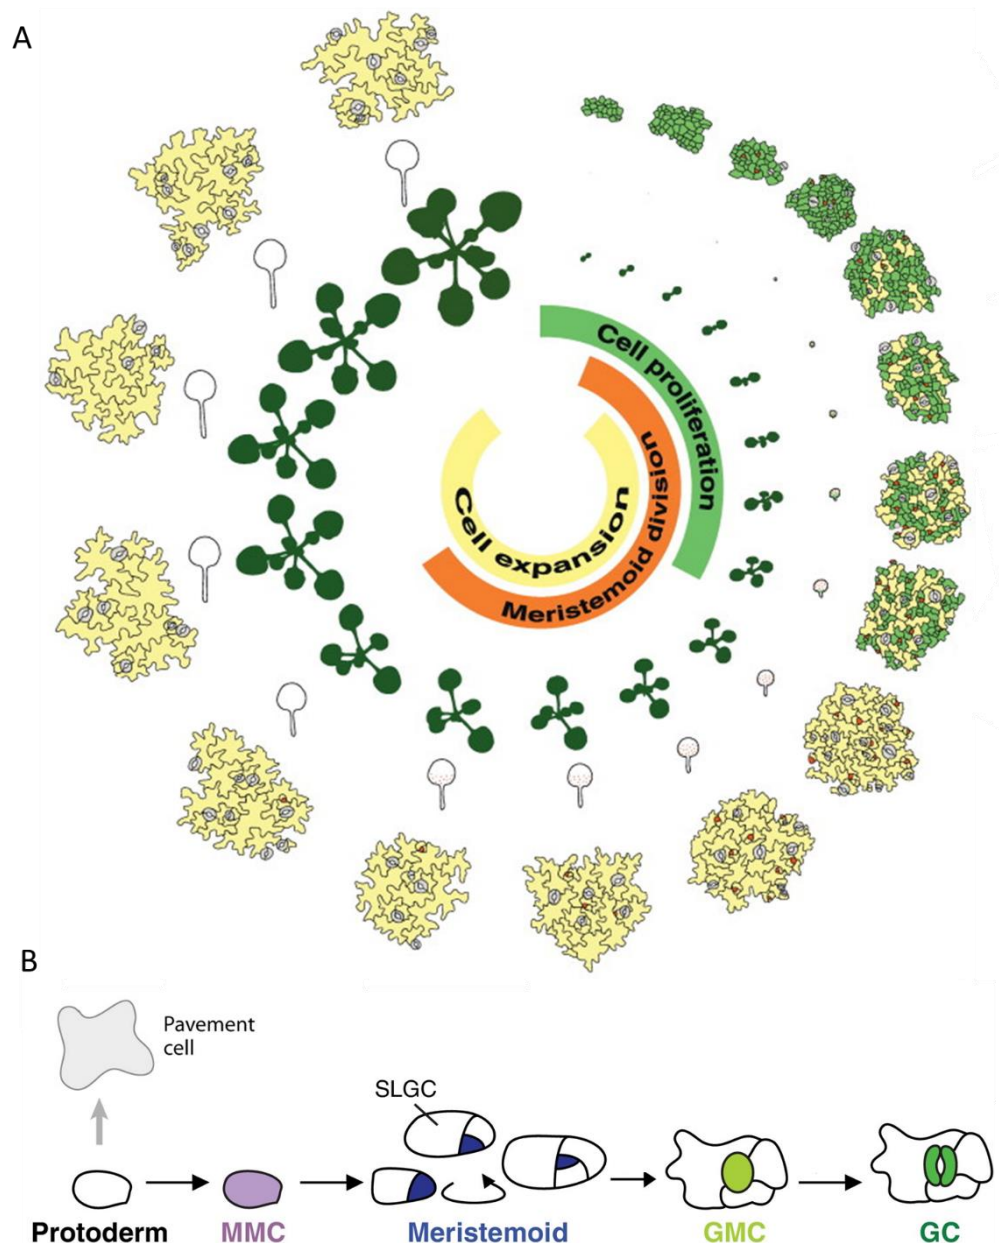 A
Cell proliferation
Meristemoid division
Cell expansion
B
Pavement
cell
SLGC
Protoderm
MMC
Meristemoid
GMC
GC